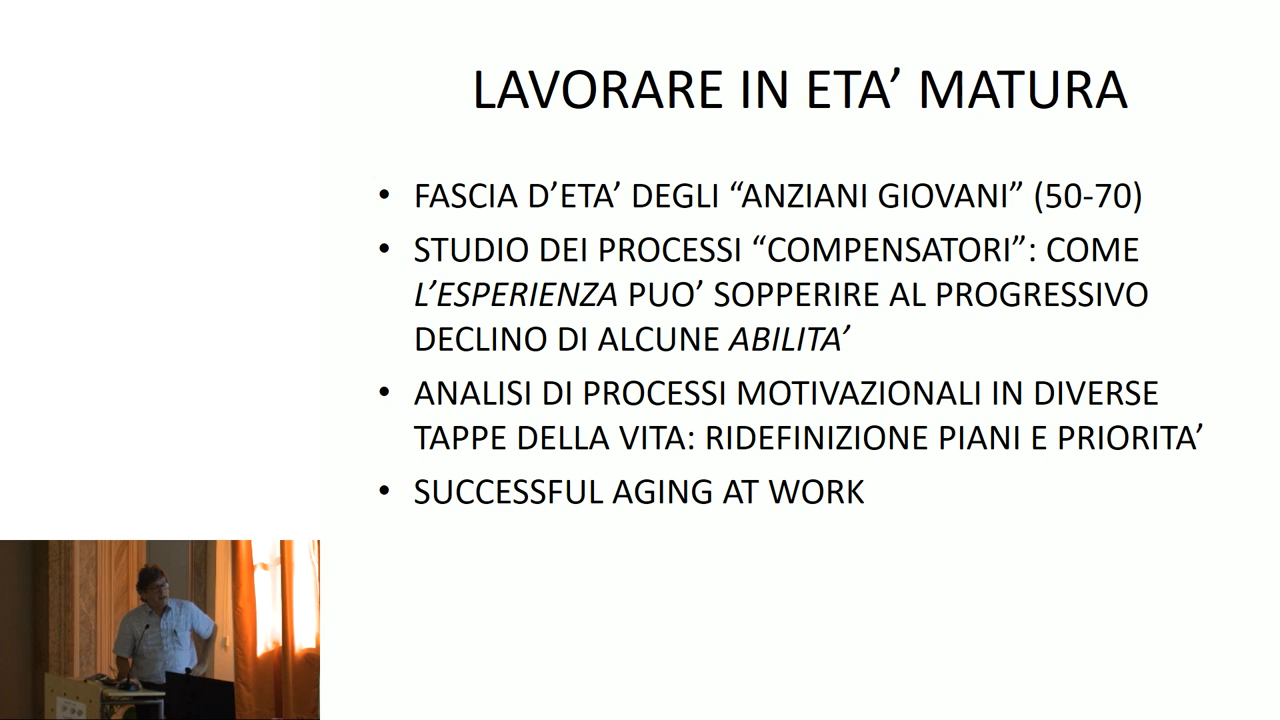 LAVORARE IN ETA’ MATURA
• FASCIA D’ETA’ DEGLI “ANZIANI GIOVANI” (50-70)
• STUDIO DEI PROCESSI “COMPENSATORI”: COME
L’ESPERIENZA PUO’ SOPPERIRE AL PROGRESSIVO
DECLINO DI ALCUNE ABILITA’
• ANALISI DI PROCESSI MOTIVAZIONALI IN DIVERSE
TAPPE DELLA VITA: RIDEFINIZIONE PIANI E PRIORITA’
• SUCCESSFUL AGING AT WORK